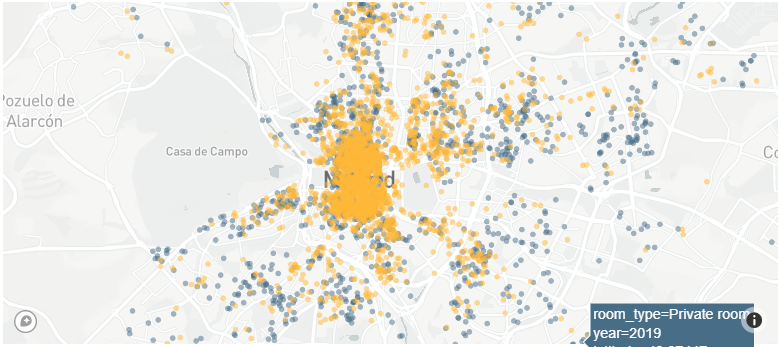 Pozuelo de
Alarcón
Casa de Campo
room_type=Private room
year=2019